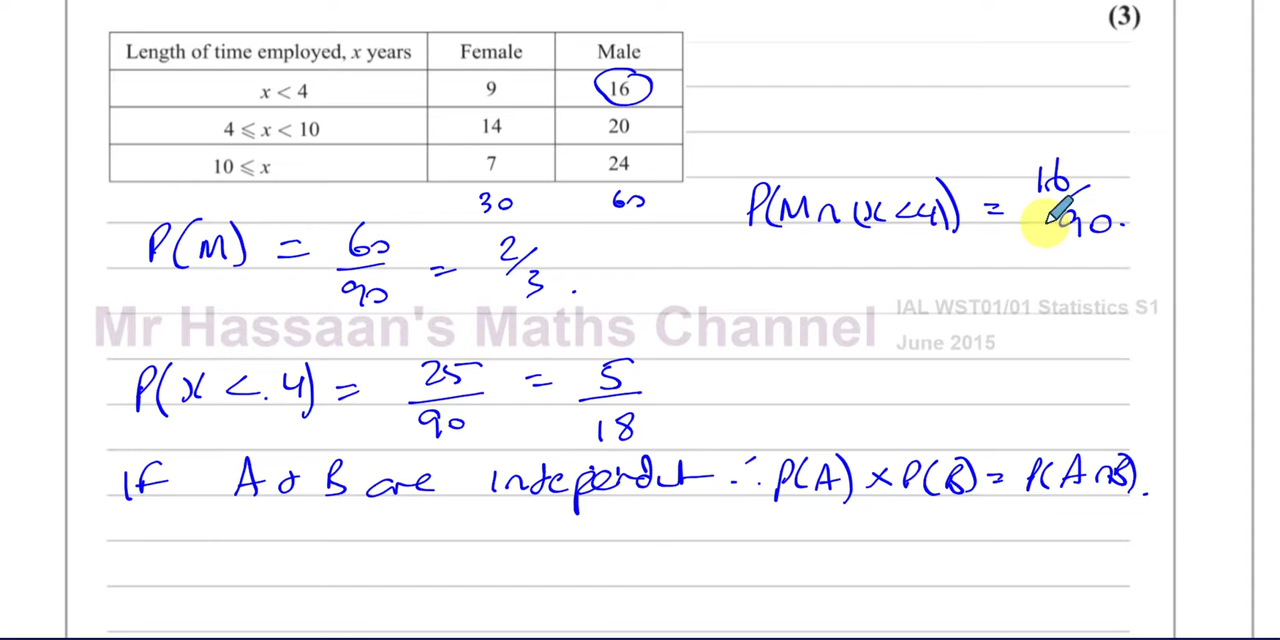 (3)
Length of time employed, x years Female Male
x < 4 9 16
4 ⩽ x < 10 14 20
10 ⩽ x 7 24
30 60
P(M) = 60/90 = 2/3.
P(M∩(x<4)) = 16/90.
Mr Hassaan's Maths Channel
IAL WST01/01 Statistics S1
June 2015
P(x <. 4) = 25/90 = 5/18
If A & B are independent ∴ P(A) × P(B) = P(A∩B).